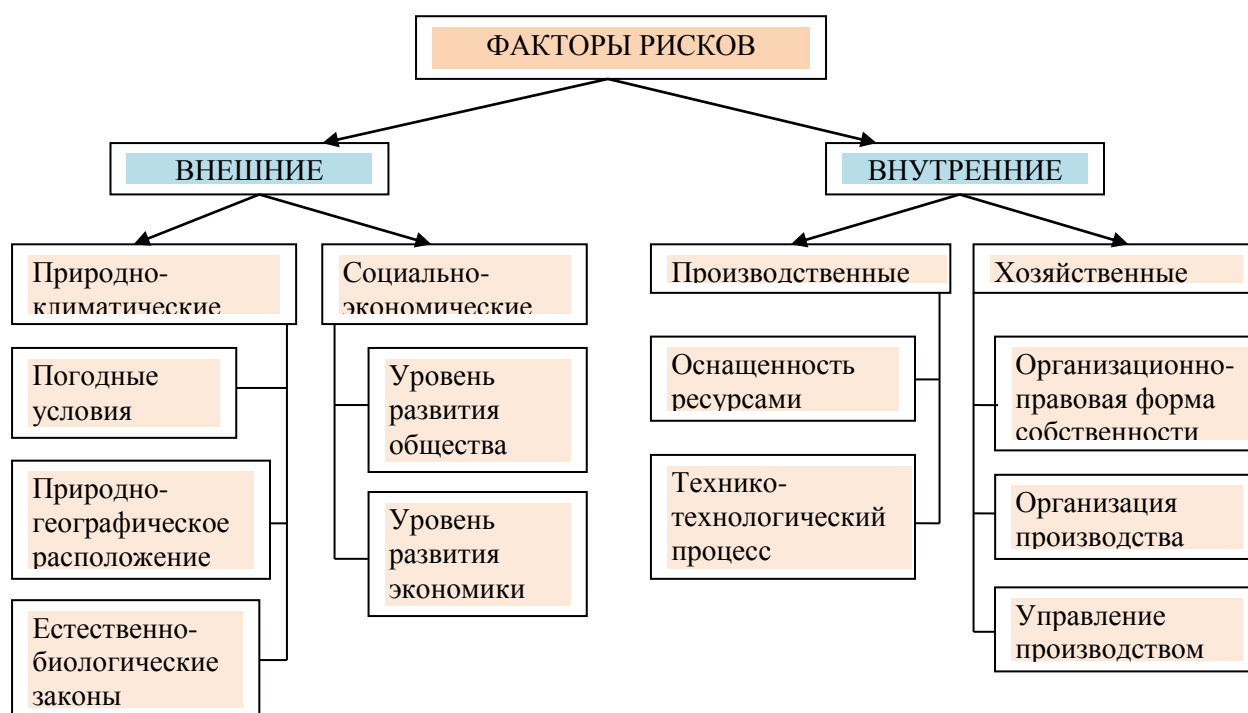 ФАКТОРЫ РИСКОВ
ВНЕШНИЕ
ВНУТРЕННИЕ
Природно-
климатические
Социально-
экономические
Производственные
Хозяйственные
Погодные
условия
Природно-
географическое
расположение
Естественно-
биологические
законы
Уровень
развития
общества
Уровень
развития
экономики
Оснащенность
ресурсами
Технико-
технологический
процесс
Организационно-
правовая форма
собственности
Организация
производства
Управление
производством